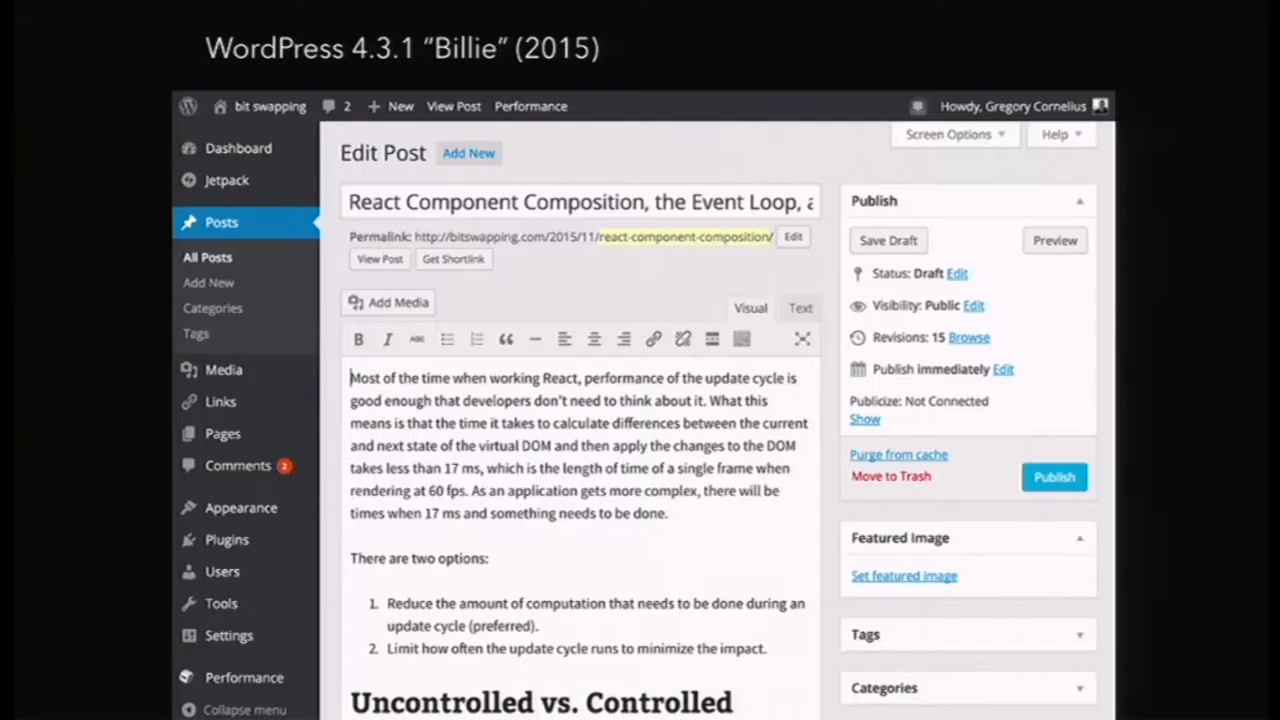 WordPress 4.3.1 “Billie” (2015)
bit swapping 2 New View Post Performance Howdy, Gregory Cornelius
Screen Options Help
Dashboard
Jetpack
Posts
All Posts
Add New
Categories
Tags
Media
Links
Pages
Comments 2
Appearance
Plugins
Users
Tools
Settings
Performance
Collapse menu
Edit Post Add New
React Component Composition, the Event Loop, a
Permalink: http://bitswapping.com/2015/11/react-component-composition/ Edit
View Post Get Shortlink
Add Media
Visual Text
B I ABC
Most of the time when working React, performance of the update cycle is
good enough that developers don't need to think about it. What this
means is that the time it takes to calculate differences between the current
and next state of the virtual DOM and then apply the changes to the DOM
takes less than 17 ms, which is the length of time of a single frame when
rendering at 60 fps. As an application gets more complex, there will be
times when 17 ms and something needs to be done.
There are two options:
1. Reduce the amount of computation that needs to be done during an
update cycle (preferred).
2. Limit how often the update cycle runs to minimize the impact.
Uncontrolled vs. Controlled
Publish
Save Draft Preview
Status: Draft Edit
Visibility: Public Edit
Revisions: 15 Browse
Publish immediately Edit
Publicize: Not Connected
Show
Purge from cache
Move to Trash Publish
Featured Image
Set featured image
Tags
Categories